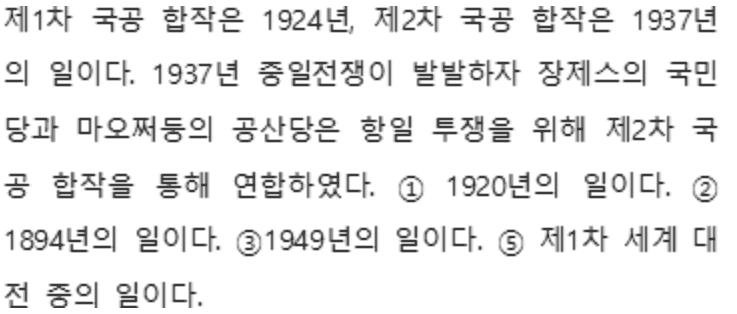 제1차 국공 합작은 1924년, 제2차 국공 합작은 1937년
의 일이다. 1937년 중일전쟁이 발발하자 장제스의 국민
당과 마오쩌둥의 공산당은 항일 투쟁을 위해 제2차 국
공 합작을 통해 연합하였다. ① 1920년의 일이다. ②
1894년의 일이다. ③1949년의 일이다. ⑤ 제1차 세계 대
전 중의 일이다.